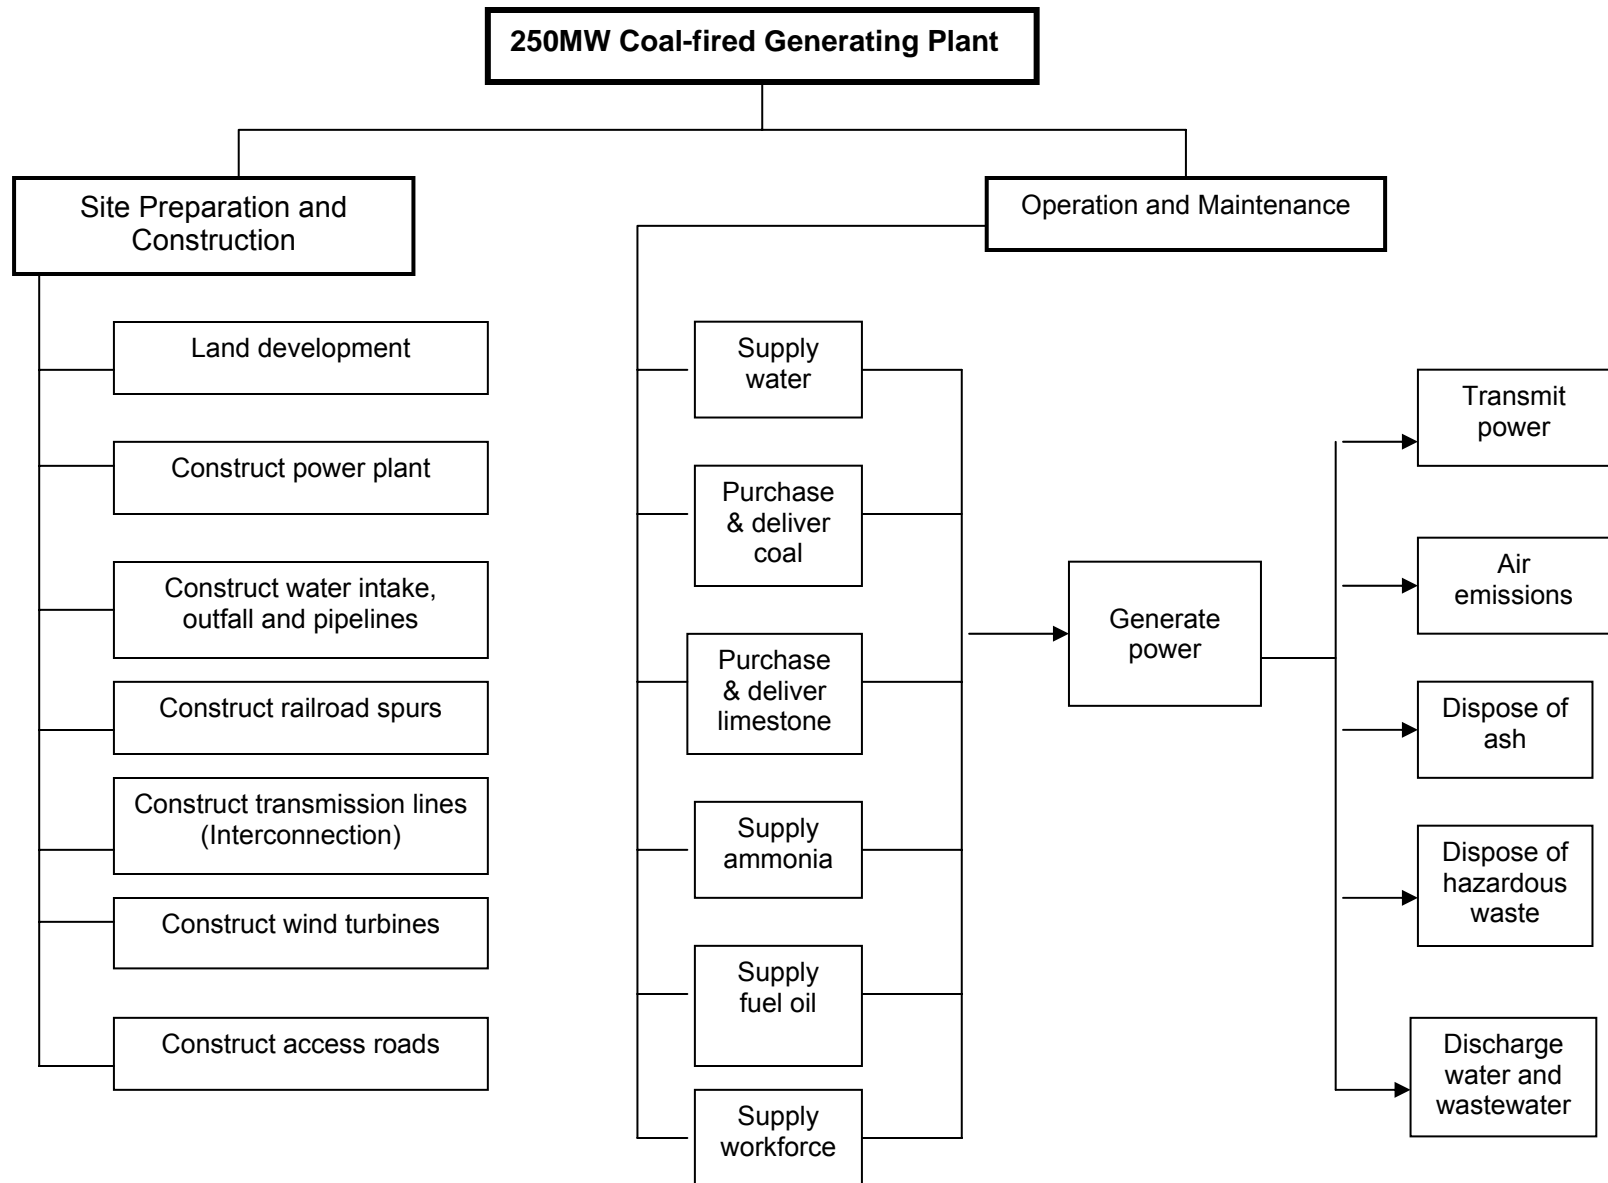 250MW Coal-fired Generating Plant
Site Preparation and
Construction
Operation and Maintenance
Land development
Construct power plant
Construct water intake,
outfall and pipelines
Construct railroad spurs
Construct transmission lines
(Interconnection)
Construct wind turbines
Construct access roads
Supply
water
Purchase
& deliver
coal
Purchase
& deliver
limestone
Supply
ammonia
Supply
fuel oil
Supply
workforce
Generate
power
Transmit
power
Air
emissions
Dispose of
ash
Dispose of
hazardous
waste
Discharge
water and
wastewater